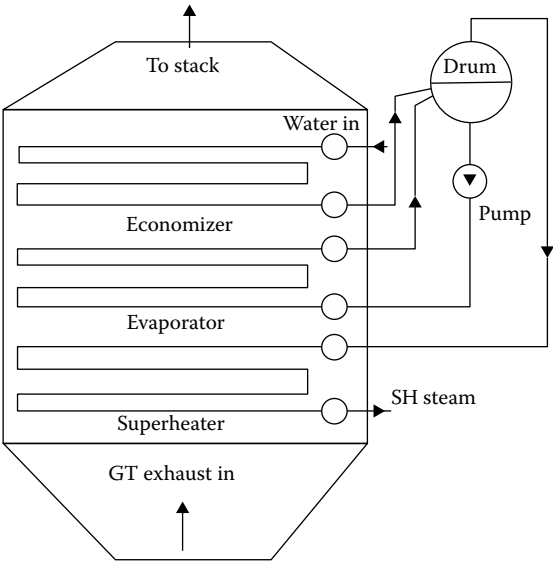 To stack
Drum
Water in
Economizer
Pump
Evaporator
SH steam
Superheater
GT exhaust in